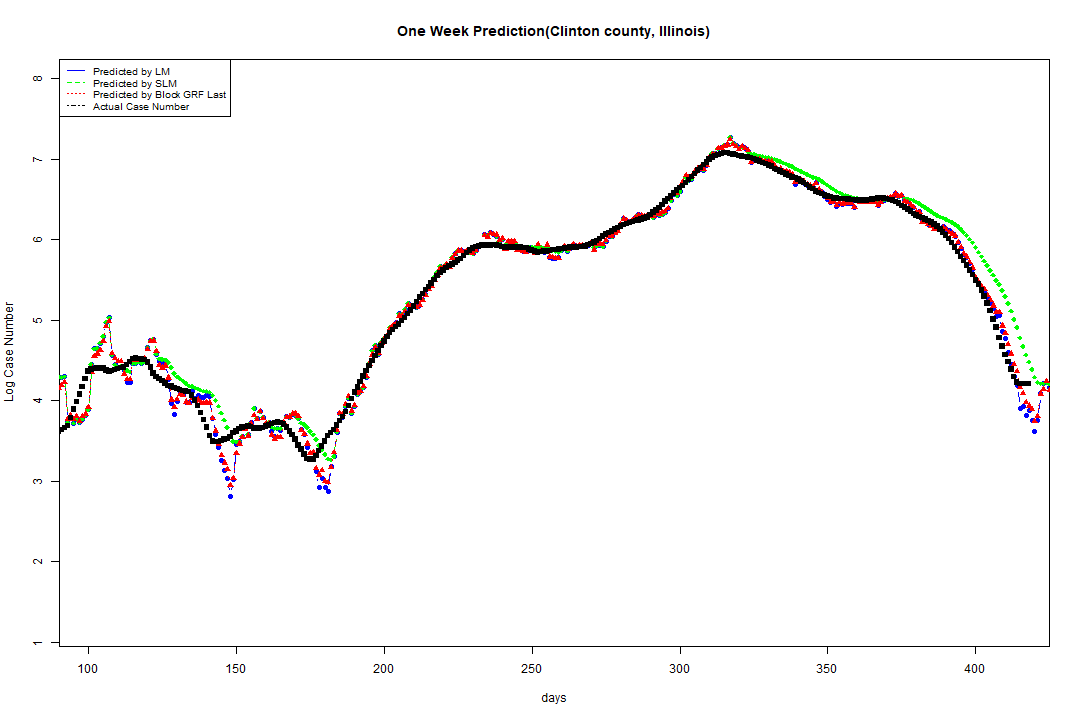 One Week Prediction(Clinton county, Illinois)
Predicted by LM
Predicted by SLM
Predicted by Block GRF Last
Actual Case Number
8
7
6
5
4
3
2
1
Log Case Number
100 150 200 250 300 350 400
days